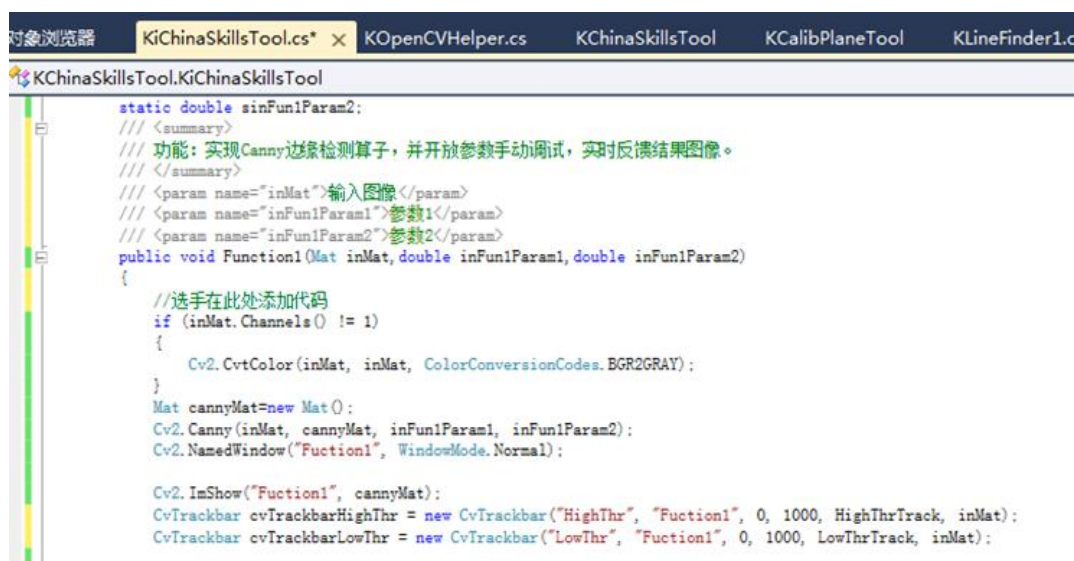 对象浏览器 KiChinaSkillsTool.cs* × KOpenCVHelper.cs KChinaSkillsTool KCalibPlaneTool KLineFinder1.c
KChinaSkillsTool.KiChinaSkillsTool
static double sinFun1Param2;
/// <summary>
/// 功能：实现Canny边缘检测算子，并开放参数手动调试，实时反馈结果图像。
/// </summary>
/// <param name="inMat">输入图像</param>
/// <param name="inFun1Param1">参数1</param>
/// <param name="inFun1Param2">参数2</param>
public void Function1(Mat inMat,double inFun1Param1,double inFun1Param2)
{
//选手在此处添加代码
if (inMat.Channels() != 1)
{
Cv2.CvtColor(inMat, inMat, ColorConversionCodes.BGR2GRAY);
}
Mat cannyMat=new Mat();
Cv2.Canny(inMat, cannyMat, inFun1Param1, inFun1Param2);
Cv2.NamedWindow("Fuction1", WindowMode.Normal);
Cv2.ImShow("Fuction1", cannyMat);
CvTrackbar cvTrackbarHighThr = new CvTrackbar("HighThr", "Fuction1", 0, 1000, HighThrTrack, inMat);
CvTrackbar cvTrackbarLowThr = new CvTrackbar("LowThr", "Fuction1", 0, 1000, LowThrTrack, inMat);